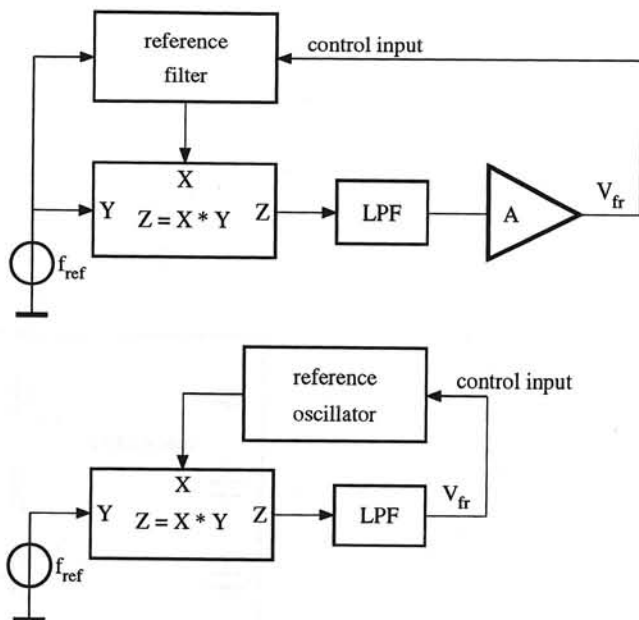 reference
filter
control input
X
Y
Z = X * Y
Z
LPF
A
V_fr
f_ref
reference
oscillator
control input
X
Y
Z = X * Y
Z
LPF
V_fr
f_ref